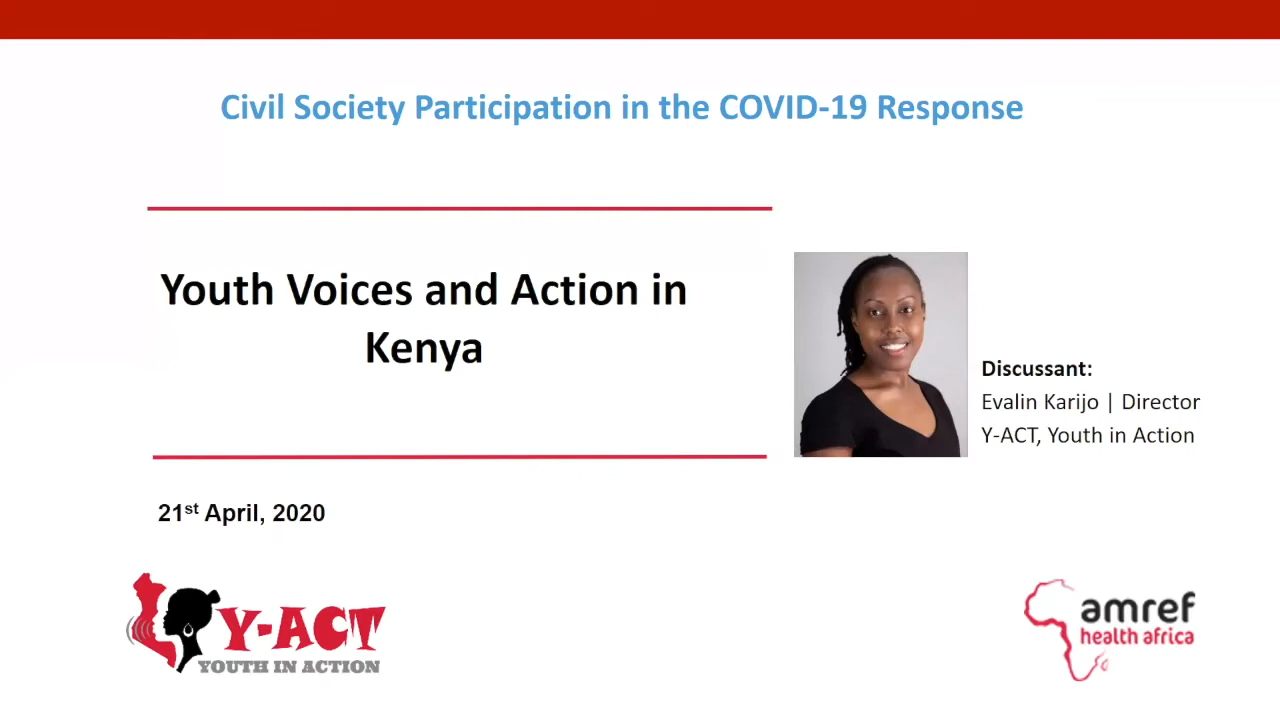 Civil Society Participation in the COVID-19 Response
Youth Voices and Action in
Kenya
Discussant:
Evalin Karijo | Director
Y-ACT, Youth in Action
21st April, 2020
Y-ACT
YOUTH IN ACTION
amref
health africa